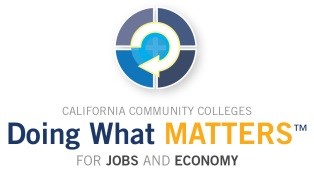 CALIFORNIA COMMUNITY COLLEGES
Doing What MATTERS™
FOR JOBS AND ECONOMY